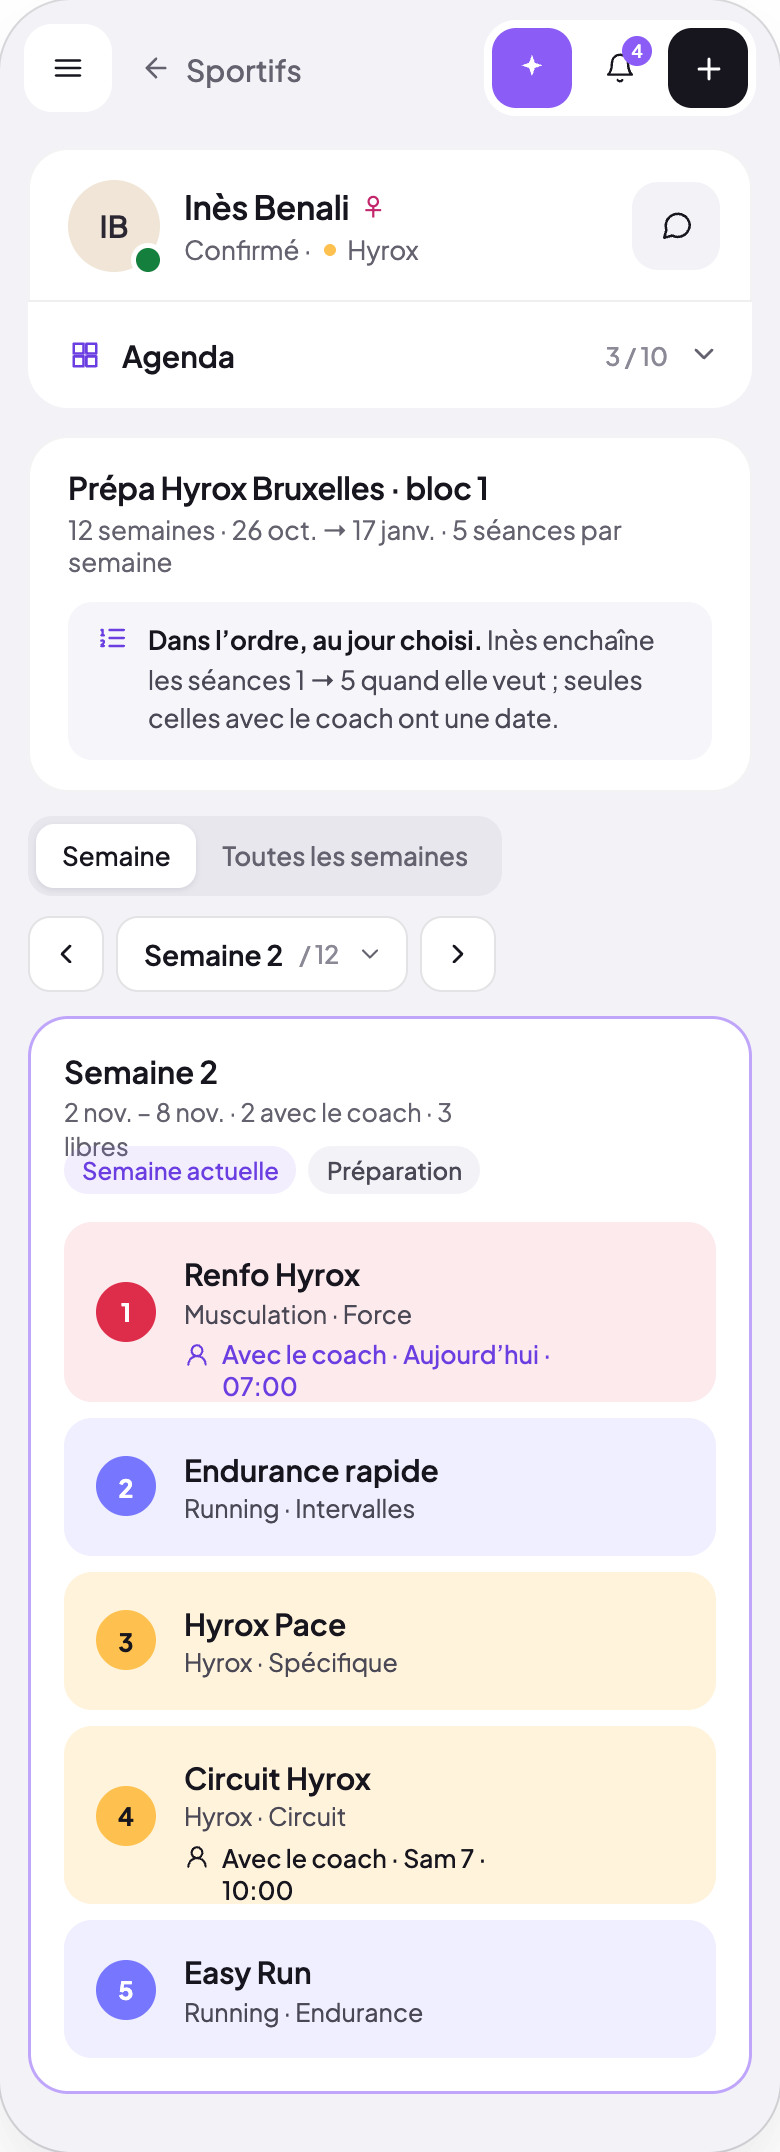 Sportifs
4
IB
Inès Benali ♀
Confirmé · Hyrox
Agenda
3 / 10
Prépa Hyrox Bruxelles · bloc 1
12 semaines · 26 oct. → 17 janv. · 5 séances par
semaine
Dans l’ordre, au jour choisi. Inès enchaîne
les séances 1 → 5 quand elle veut ; seules
celles avec le coach ont une date.
Semaine
Toutes les semaines
Semaine 2 / 12
Semaine 2
2 nov. – 8 nov. · 2 avec le coach · 3
libres
Semaine actuelle
Préparation
1
Renfo Hyrox
Musculation · Force
Avec le coach · Aujourd’hui ·
07:00
2
Endurance rapide
Running · Intervalles
3
Hyrox Pace
Hyrox · Spécifique
4
Circuit Hyrox
Hyrox · Circuit
Avec le coach · Sam 7 ·
10:00
5
Easy Run
Running · Endurance